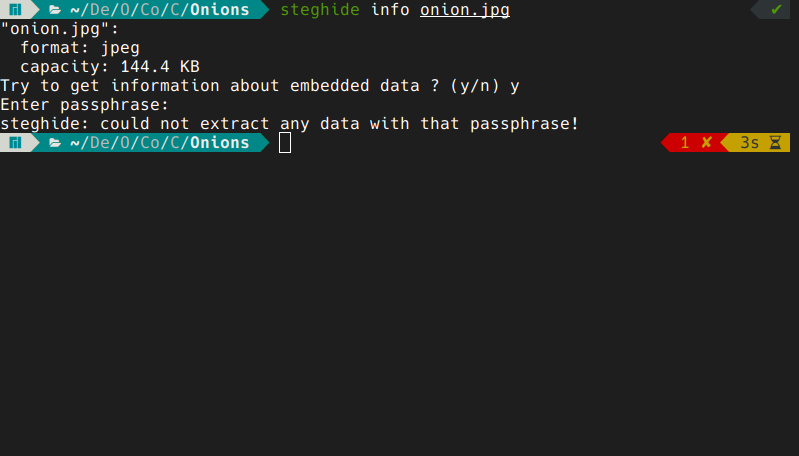 ~/De/O/Co/C/Onions steghide info onion.jpg ✔
"onion.jpg":
  format: jpeg
  capacity: 144.4 KB
Try to get information about embedded data ? (y/n) y
Enter passphrase:
steghide: could not extract any data with that passphrase!
~/De/O/Co/C/Onions 1 ✘ 3s